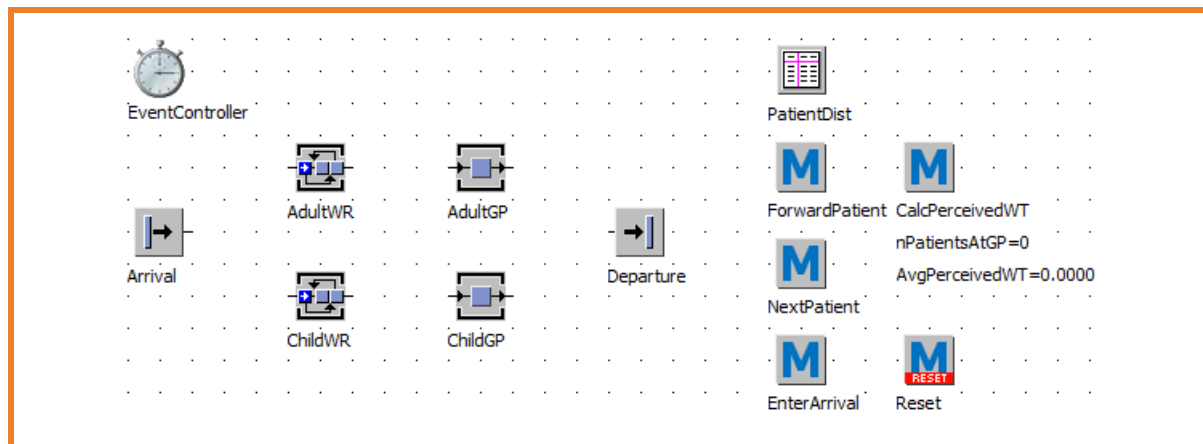 EventController
PatientDist
M
M
AdultWR
AdultGP
ForwardPatient
CalcPerceivedWT
nPatientsAtGP=0
Arrival
Departure
M
AvgPerceivedWT=0.0000
NextPatient
ChildWR
ChildGP
M
M
RESET
EnterArrival
Reset